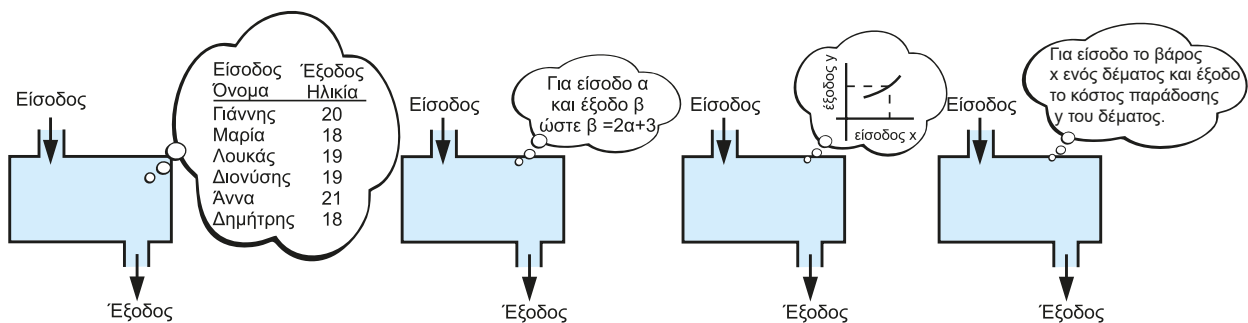 Είσοδος
Είσοδος Έξοδος
Όνομα Ηλικία
Γιάννης 20
Μαρία 18
Λουκάς 19
Διονύσης 19
Άννα 21
Δημήτρης 18
Έξοδος
Είσοδος
Για είσοδο α
και έξοδο β
ώστε β =2α+3
Έξοδος
Είσοδος
έξοδος y
είσοδος x
Έξοδος
Είσοδος
Για είσοδο το βάρος
x ενός δέματος και έξοδο
το κόστος παράδοσης
y του δέματος.
Έξοδος